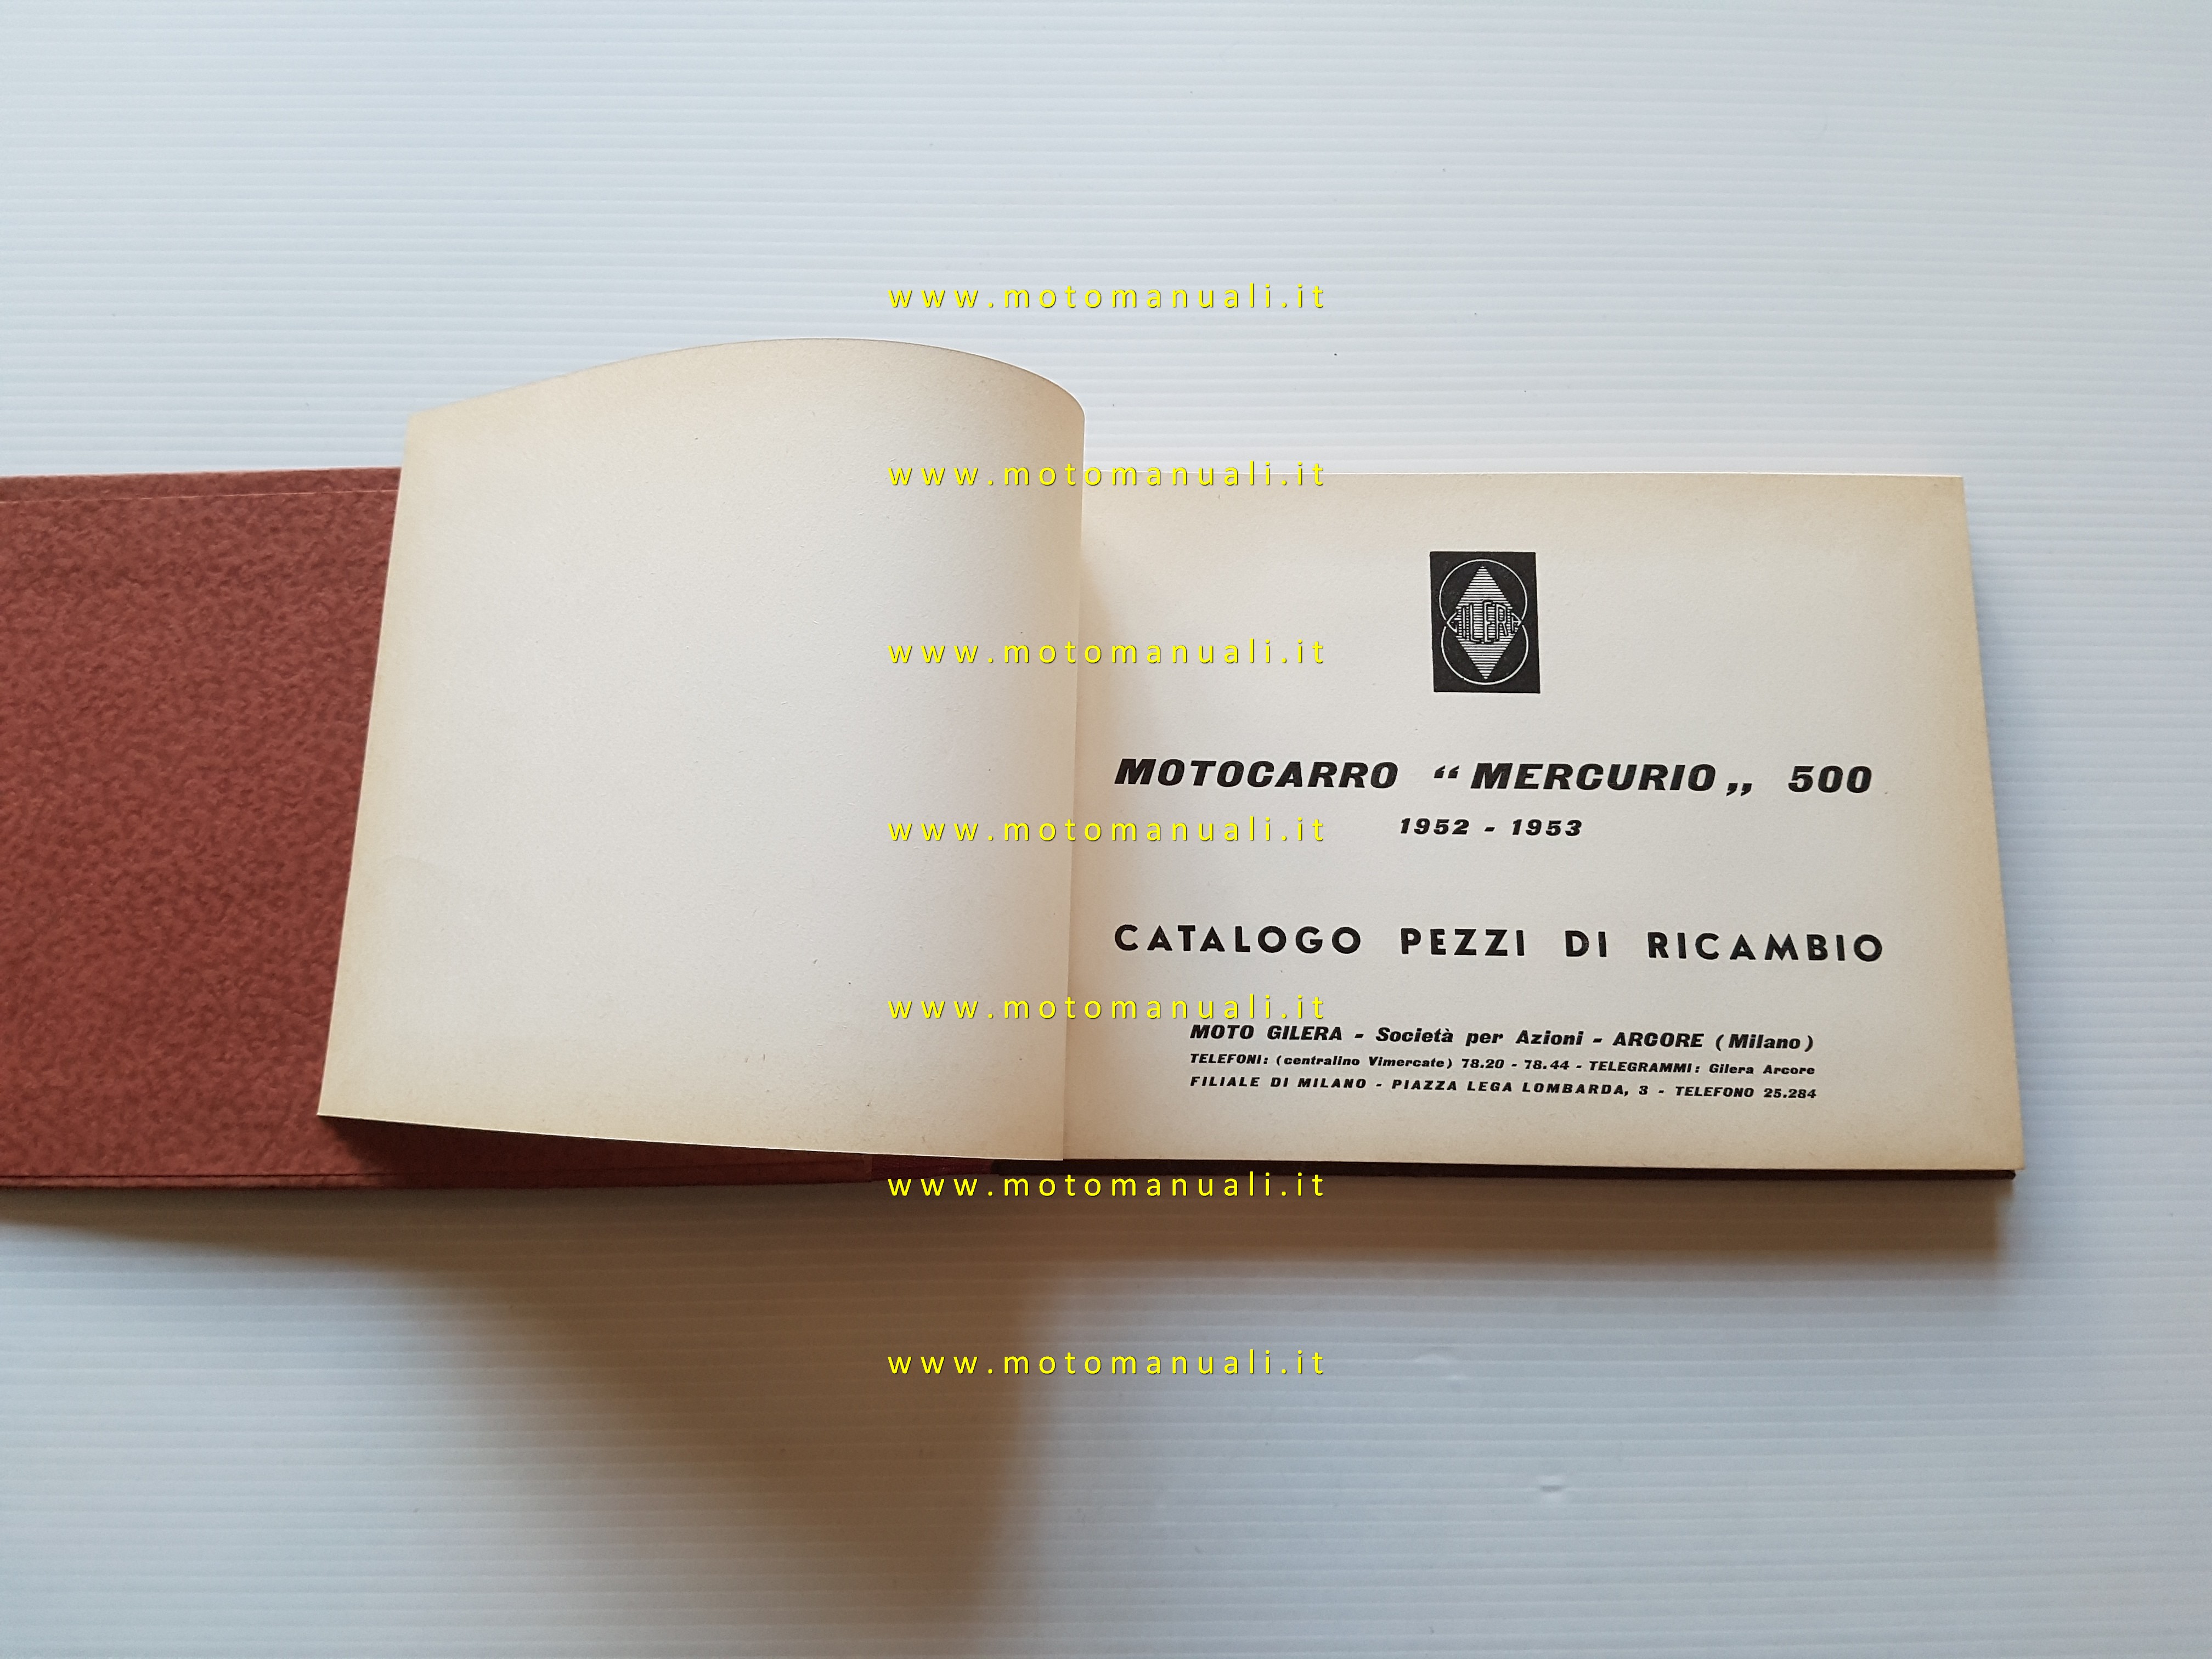 www.motomanuali.it
www.motomanuali.it
GILERA
www.motomanuali.it
MOTOCARRO “MERCURIO„ 500
1952 - 1953
www.motomanuali.it
CATALOGO PEZZI DI RICAMBIO
www.motomanuali.it
MOTO GILERA - Società per Azioni - ARCORE (Milano)
TELEFONI: (centralino Vimercate) 78.20 - 78.44 - TELEGRAMMI: Gilera Arcore
FILIALE DI MILANO - PIAZZA LEGA LOMBARDA, 3 - TELEFONO 25.284
www.motomanuali.it
www.motomanuali.it